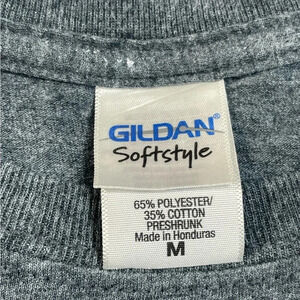 GILDAN®
Softstyle
65% POLYESTER/
35% COTTON
PRESHRUNK
Made in Honduras
M